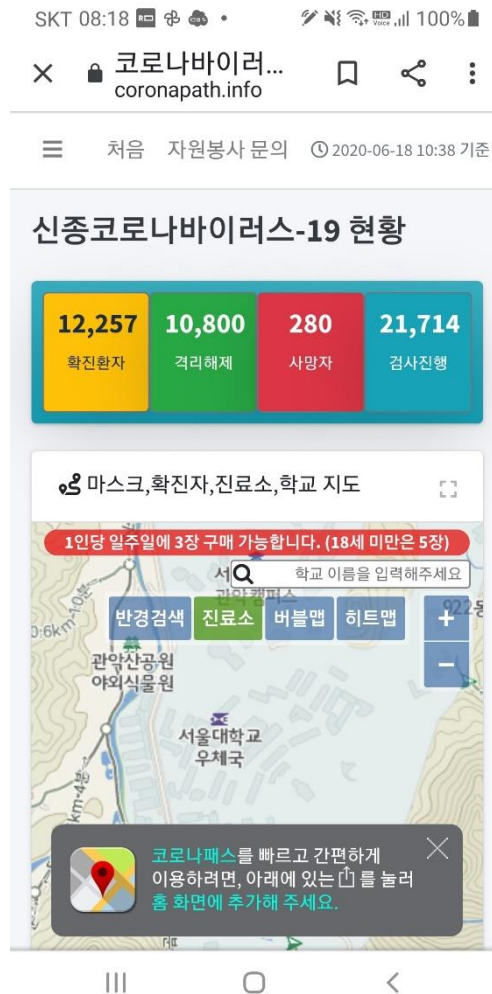 SKT 08:18
100%
코로나바이러...
coronapath.info
처음 자원봉사 문의 2020-06-18 10:38 기준
신종코로나바이러스-19 현황
12,257 10,800 280 21,714
확진환자 격리해제 사망자 검사진행
마스크,확진자,진료소,학교 지도
1인당 일주일에 3장 구매 가능합니다. (18세 미만은 5장)
학교 이름을 입력해주세요
관악캠퍼스
반경검색 진료소 버블맵 히트맵 +
−
관악산공원
야외식물원
서울대학교
우체국
코로나패스를 빠르고 간편하게
이용하려면, 아래에 있는 를 눌러
홈 화면에 추가해 주세요.